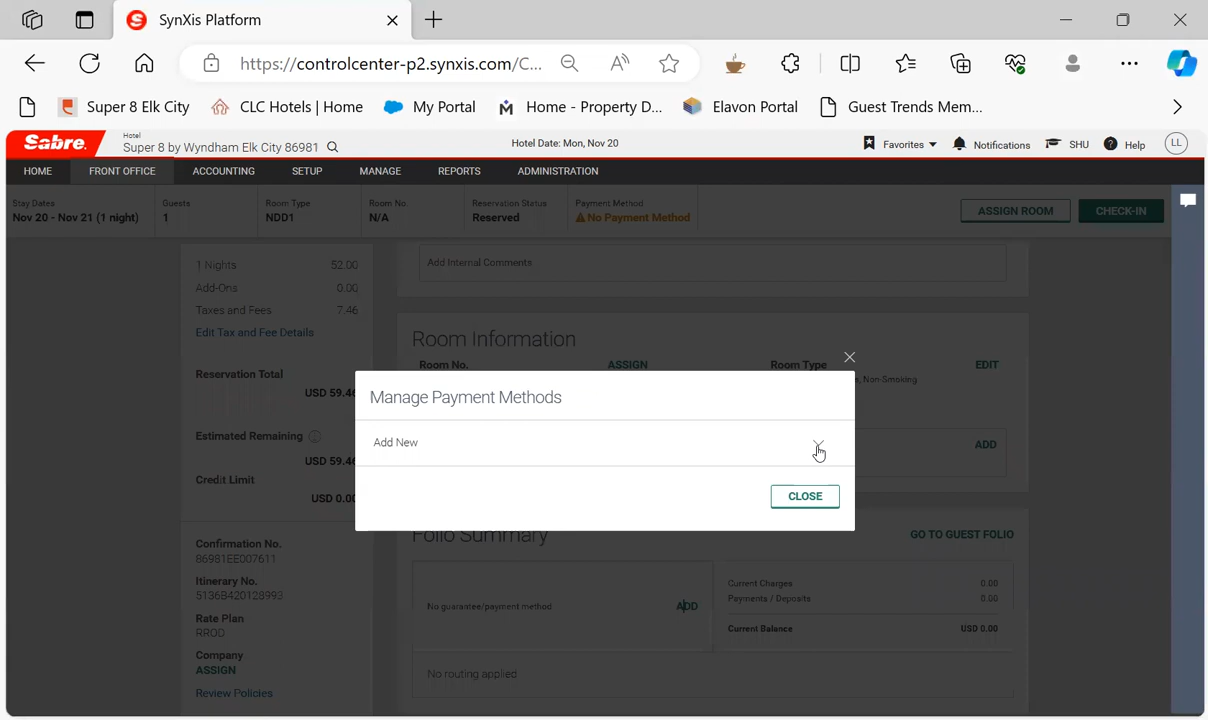 SynXis Platform
https://controlcenter-p2.synxis.com/C...
Super 8 Elk City
CLC Hotels | Home
My Portal
Home - Property D...
Elavon Portal
Guest Trends Mem...
Sabre.
Hotel
Super 8 by Wyndham Elk City 86981
Hotel Date: Mon, Nov 20
Favorites
Notifications
SHU
Help
LL
HOME
FRONT OFFICE
ACCOUNTING
SETUP
MANAGE
REPORTS
ADMINISTRATION
Stay Dates
Nov 20 - Nov 21 (1 night)
Guests
1
Room Type
NDD1
Room No.
N/A
Reservation Status
Reserved
Payment Method
No Payment Method
ASSIGN ROOM
CHECK-IN
1 Nights 52.00
Add-Ons 0.00
Taxes and Fees 7.46
Edit Tax and Fee Details
Reservation Total
USD 59.46
Estimated Remaining
USD 59.46
Credit Limit
USD 0.00
Confirmation No.
86981EE007611
Itinerary No.
5136B420128993
Rate Plan
RROD
Company
ASSIGN
Review Policies
Add Internal Comments
Room Information
Room No. ASSIGN
Room Type EDIT
, Non-Smoking
ADD
Manage Payment Methods
Add New
CLOSE
Folio Summary
GO TO GUEST FOLIO
No guarantee/payment method ADD
Current Charges 0.00
Payments / Deposits 0.00
Current Balance USD 0.00
No routing applied